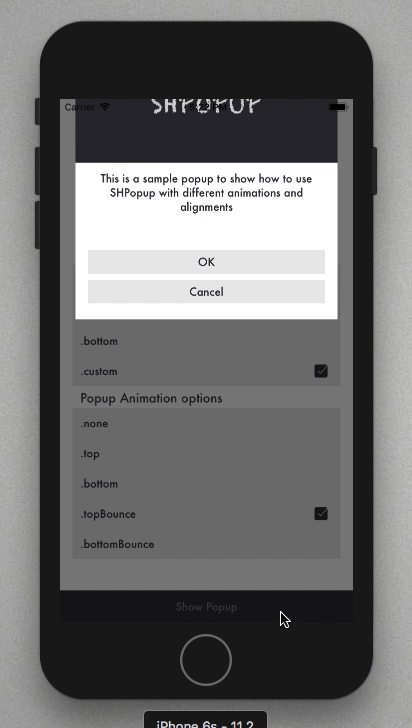 SHPOPUP
Carrier
This is a sample popup to show how to use
SHPopup with different animations and
alignments
OK
Cancel
.bottom
.custom
Popup Animation options
.none
.top
.bottom
.topBounce
.bottomBounce
Show Popup
iPhone 6s - 11.2